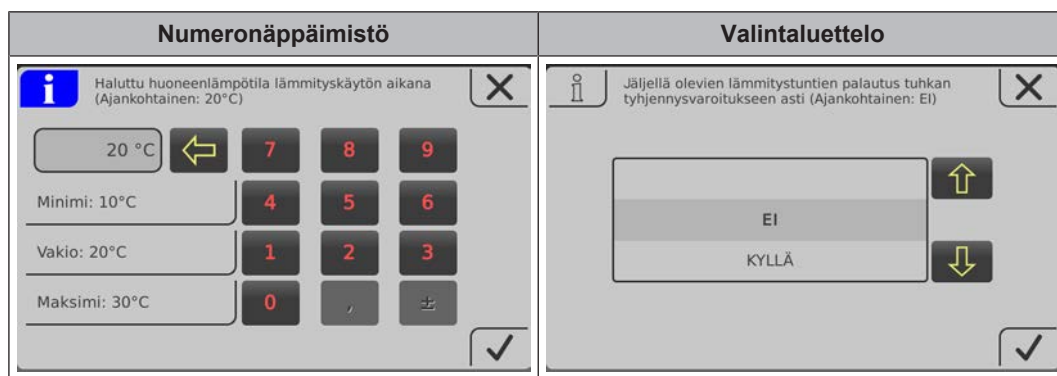 Numeronäppäimistö
Valintaluettelo
i
Haluttu huoneenlämpötila lämmityskäytön aikana
(Ajankohtainen: 20°C)
20 °C
7 8 9
Minimi: 10°C
4 5 6
Vakio: 20°C
1 2 3
Maksimi: 30°C
0 , ±
i
Jäljellä olevien lämmitystuntien palautus tuhkan
tyhjennysvaroitukseen asti (Ajankohtainen: EI)
EI
KYLLÄ